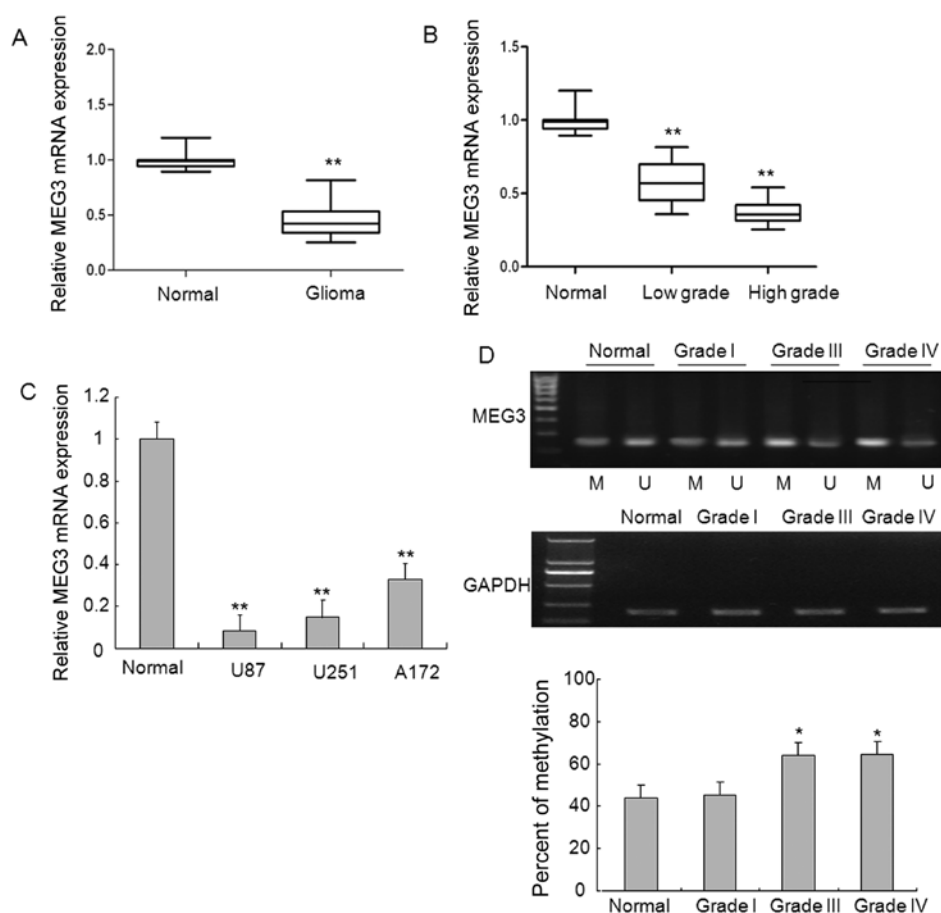 A
Relative MEG3 mRNA expression
2.0
1.5
1.0
0.5
0.0
**
Normal Glioma
B
Relative MEG3 mRNA expression
1.5
1.0
0.5
0.0
** **
Normal Low grade High grade
C
Relative MEG3 mRNA expression
1.2
1
0.8
0.6
0.4
0.2
0
** ** **
Normal U87 U251 A172
D
Normal Grade I Grade III Grade IV
MEG3
M U M U M U M U
Normal Grade I Grade III Grade IV
GAPDH
Percent of methylation
100
80
60
40
20
0
* *
Normal Grade I Grade III Grade IV